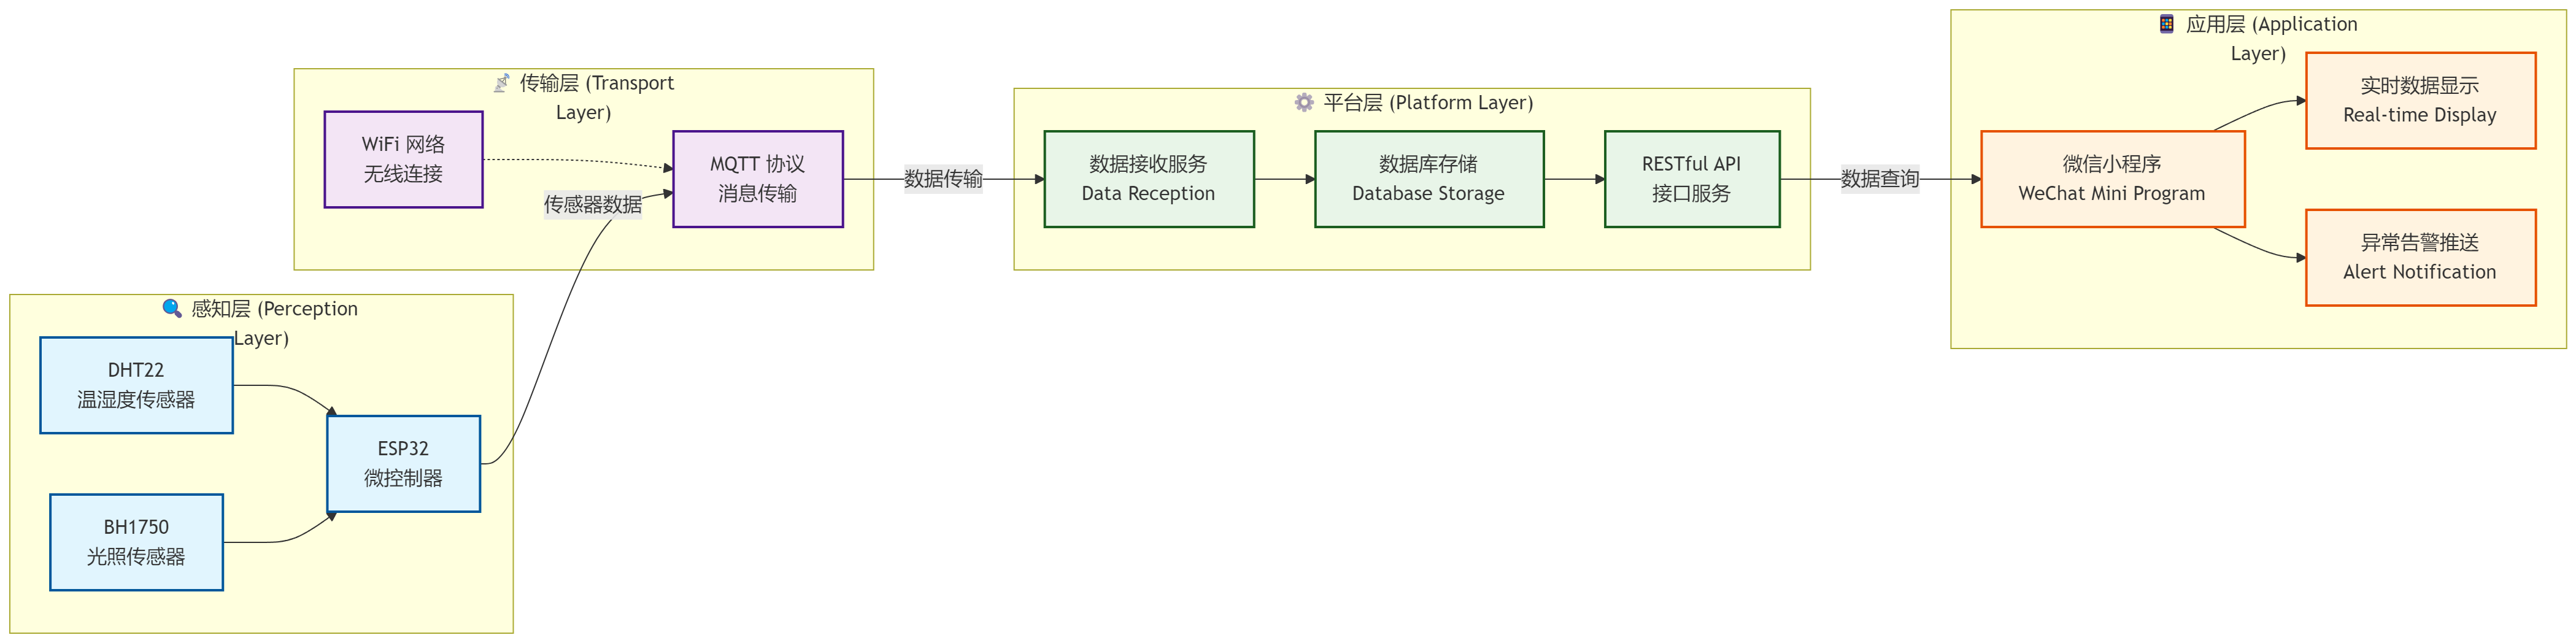 感知层 (Perception
Layer)
DHT22
温湿度传感器
BH1750
光照传感器
ESP32
微控制器
传输层 (Transport
Layer)
WiFi 网络
无线连接
传感器数据
MQTT 协议
消息传输
数据传输
平台层 (Platform Layer)
数据接收服务
Data Reception
数据库存储
Database Storage
RESTful API
接口服务
数据查询
应用层 (Application
Layer)
微信小程序
WeChat Mini Program
实时数据显示
Real-time Display
异常告警推送
Alert Notification